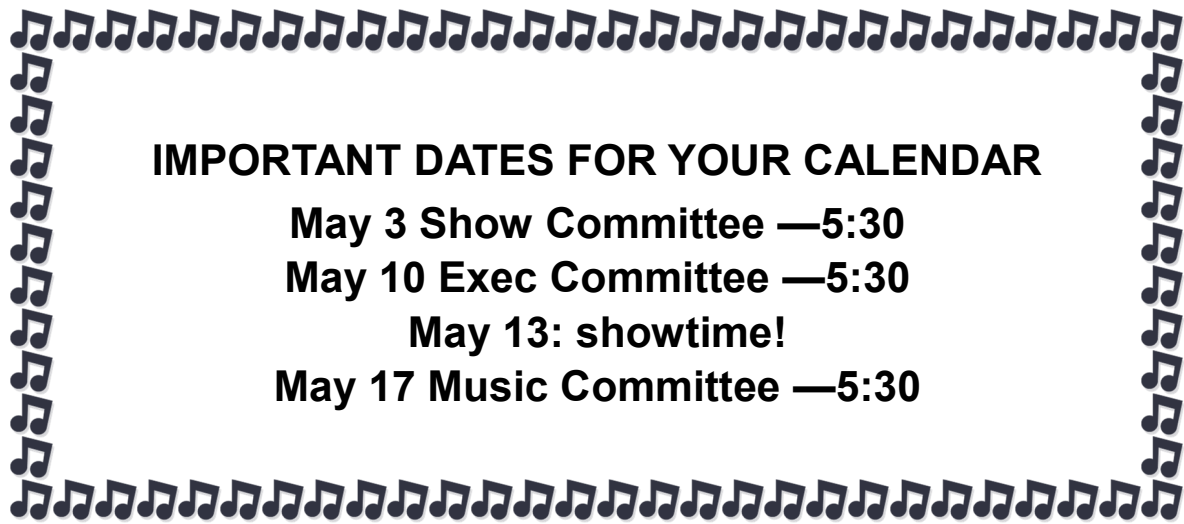 IMPORTANT DATES FOR YOUR CALENDAR
May 3 Show Committee —5:30
May 10 Exec Committee —5:30
May 13: showtime!
May 17 Music Committee —5:30